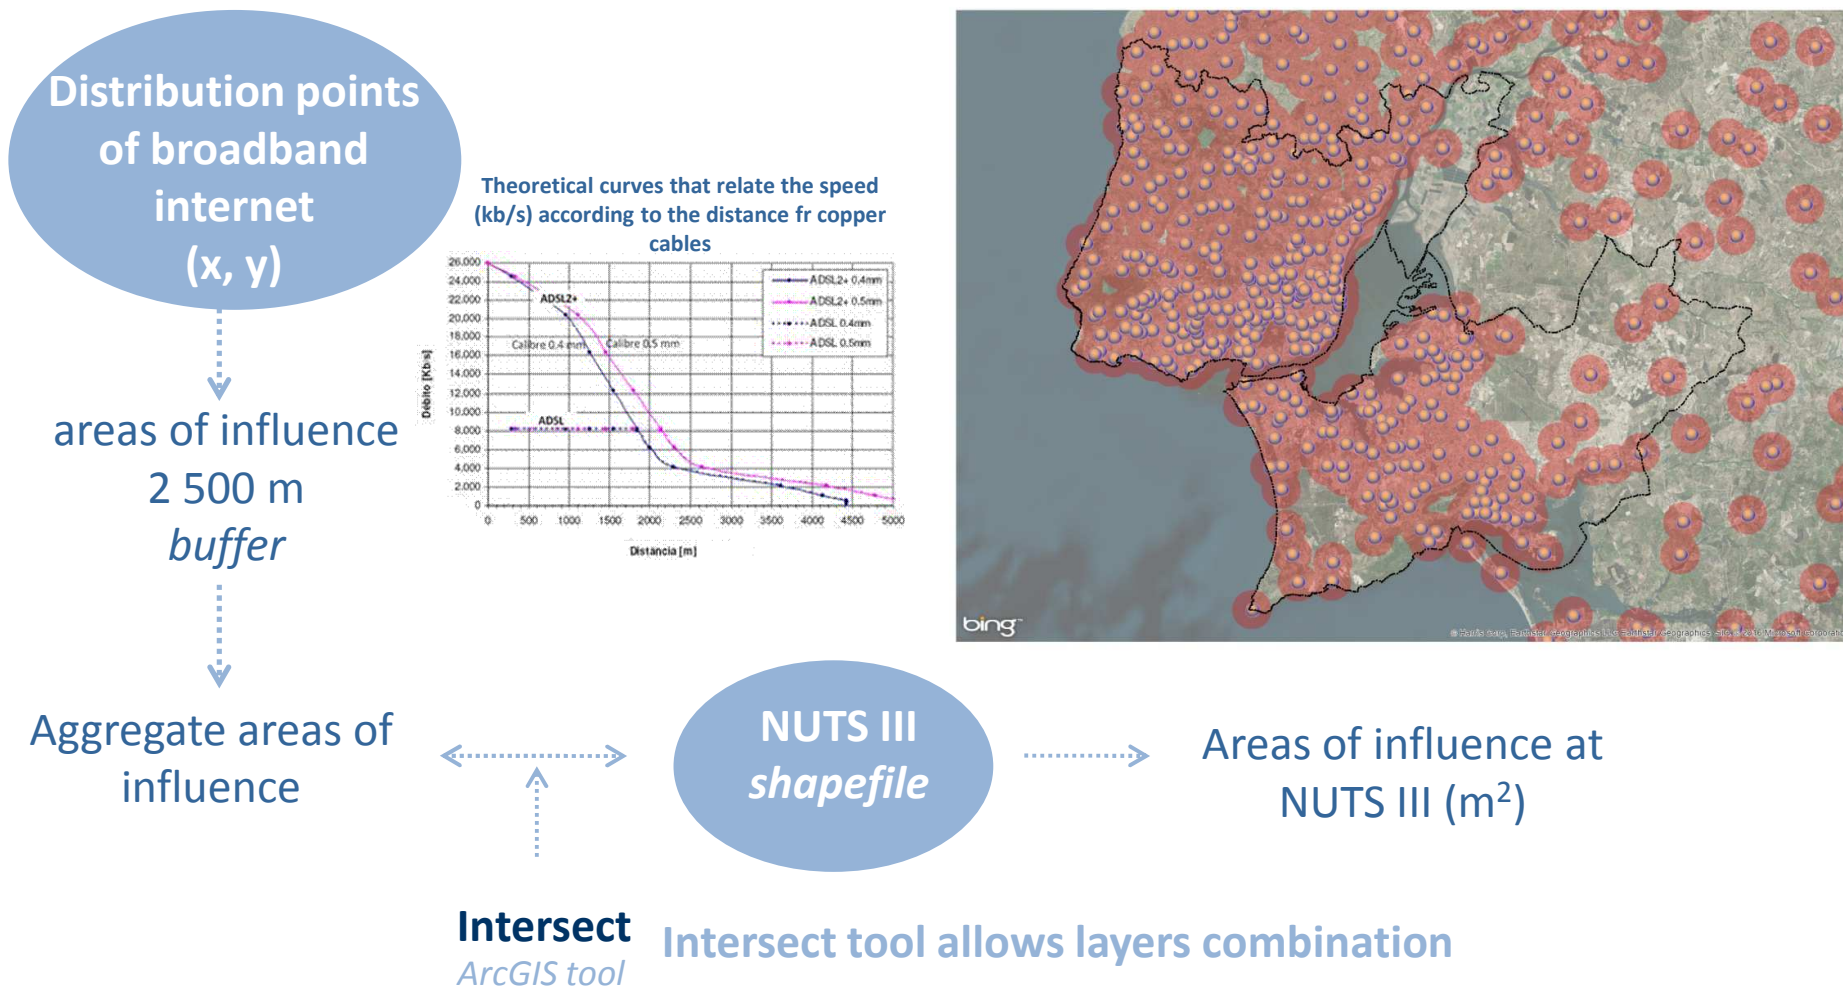 Distribution points
of broadband
internet
(x, y)
areas of influence
2 500 m
buffer
Aggregate areas of
influence
Theoretical curves that relate the speed
(kb/s) according to the distance fr copper
cables
26.000
24.000
22.000
20.000
18.000
16.000
14.000
12.000
10.000
8.000
6.000
4.000
2.000
0
Débito [Kb/s]
ADSL2+
Calibre 0.4 mm
Calibre 0.5 mm
ADSL
ADSL2+ 0.4mm
ADSL2+ 0.5mm
ADSL 0.4mm
ADSL 0.5mm
0 500 1000 1500 2000 2500 3000 3500 4000 4500 5000
Distância [m]
bing™
NUTS III
shapefile
Areas of influence at
NUTS III (m²)
Intersect
ArcGIS tool
Intersect tool allows layers combination